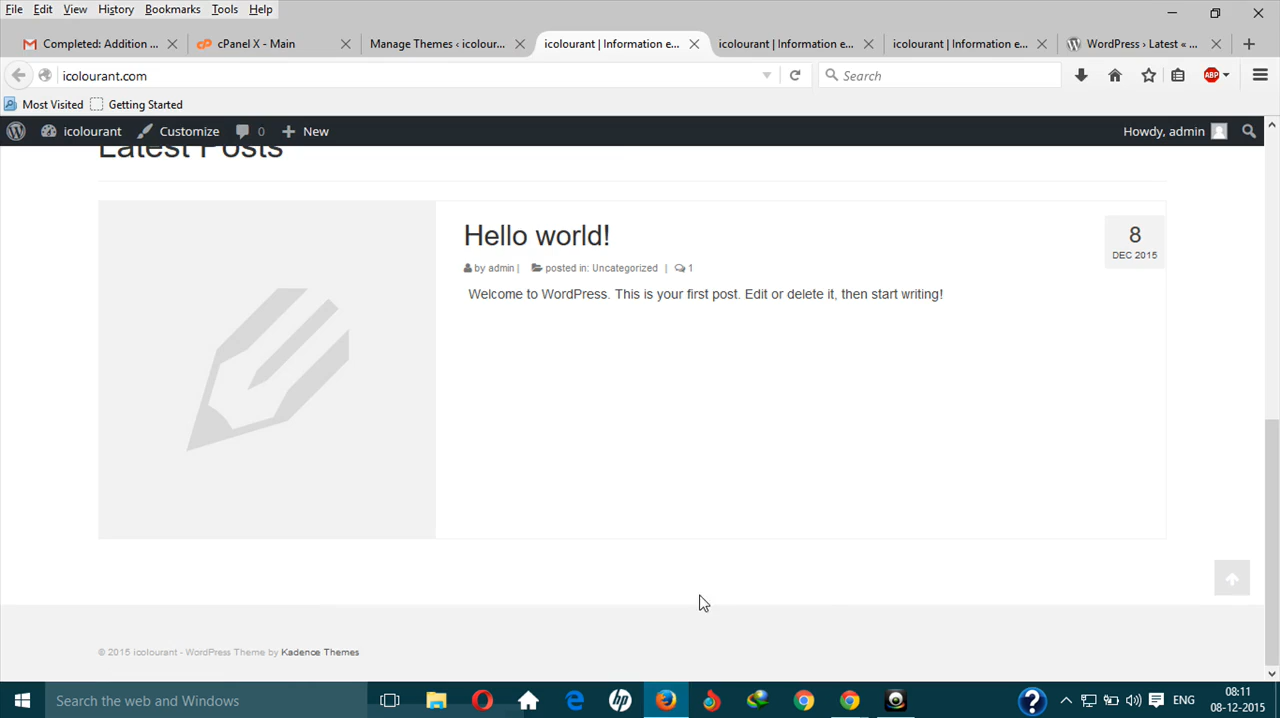 File Edit View History Bookmarks Tools Help
Completed: Addition ... cPanel X - Main Manage Themes ‹ icolour... icolourant | Information e... icolourant | Information e... icolourant | Information e... WordPress › Latest « ...
icolourant.com Search ABP
Most Visited Getting Started
icolourant Customize 0 New Howdy, admin
Latest Posts
Hello world!
8
DEC 2015
by admin | posted in: Uncategorized | 1
Welcome to WordPress. This is your first post. Edit or delete it, then start writing!
© 2015 icolourant - WordPress Theme by Kadence Themes
Search the web and Windows hp ? ENG 08:11
08-12-2015